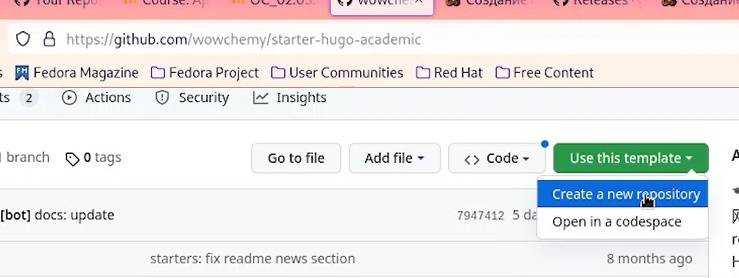 Your Repo
Course: Ap
OC_02.03.
wowchem
Создание
Releases
Создани
https://github.com/wowchemy/starter-hugo-academic
Fedora Magazine Fedora Project User Communities Red Hat Free Content
ts 2 Actions Security Insights
branch 0 tags Go to file Add file Code Use this template
Create a new repository
Open in a codespace
[bot] docs: update 7947412 5 da
starters: fix readme news section 8 months ago